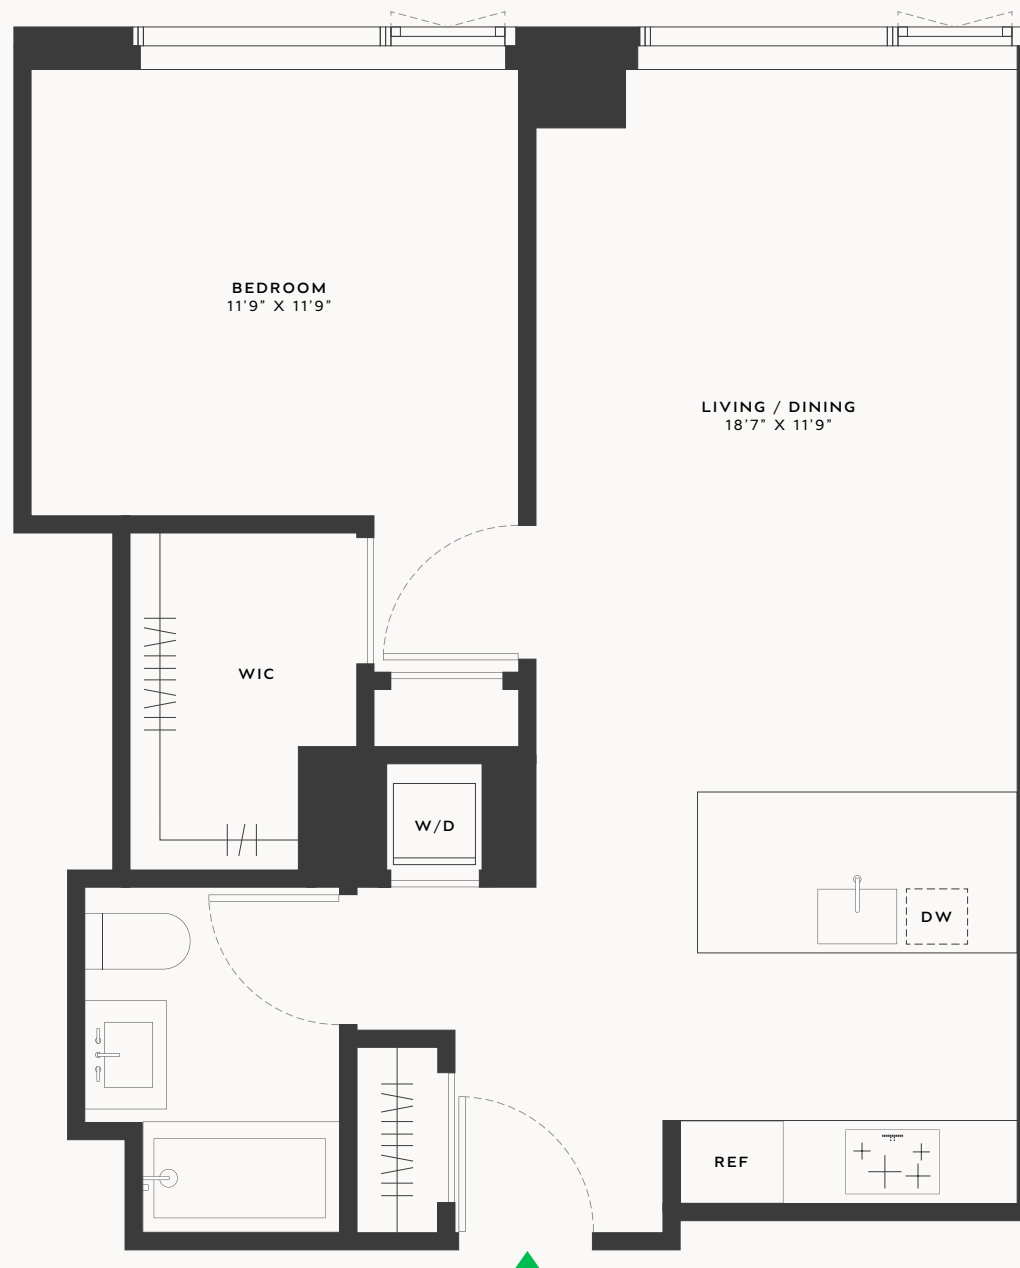 BEDROOM
11’9” X 11’9”
LIVING / DINING
18’7” X 11’9”
WIC
W/D
DW
REF